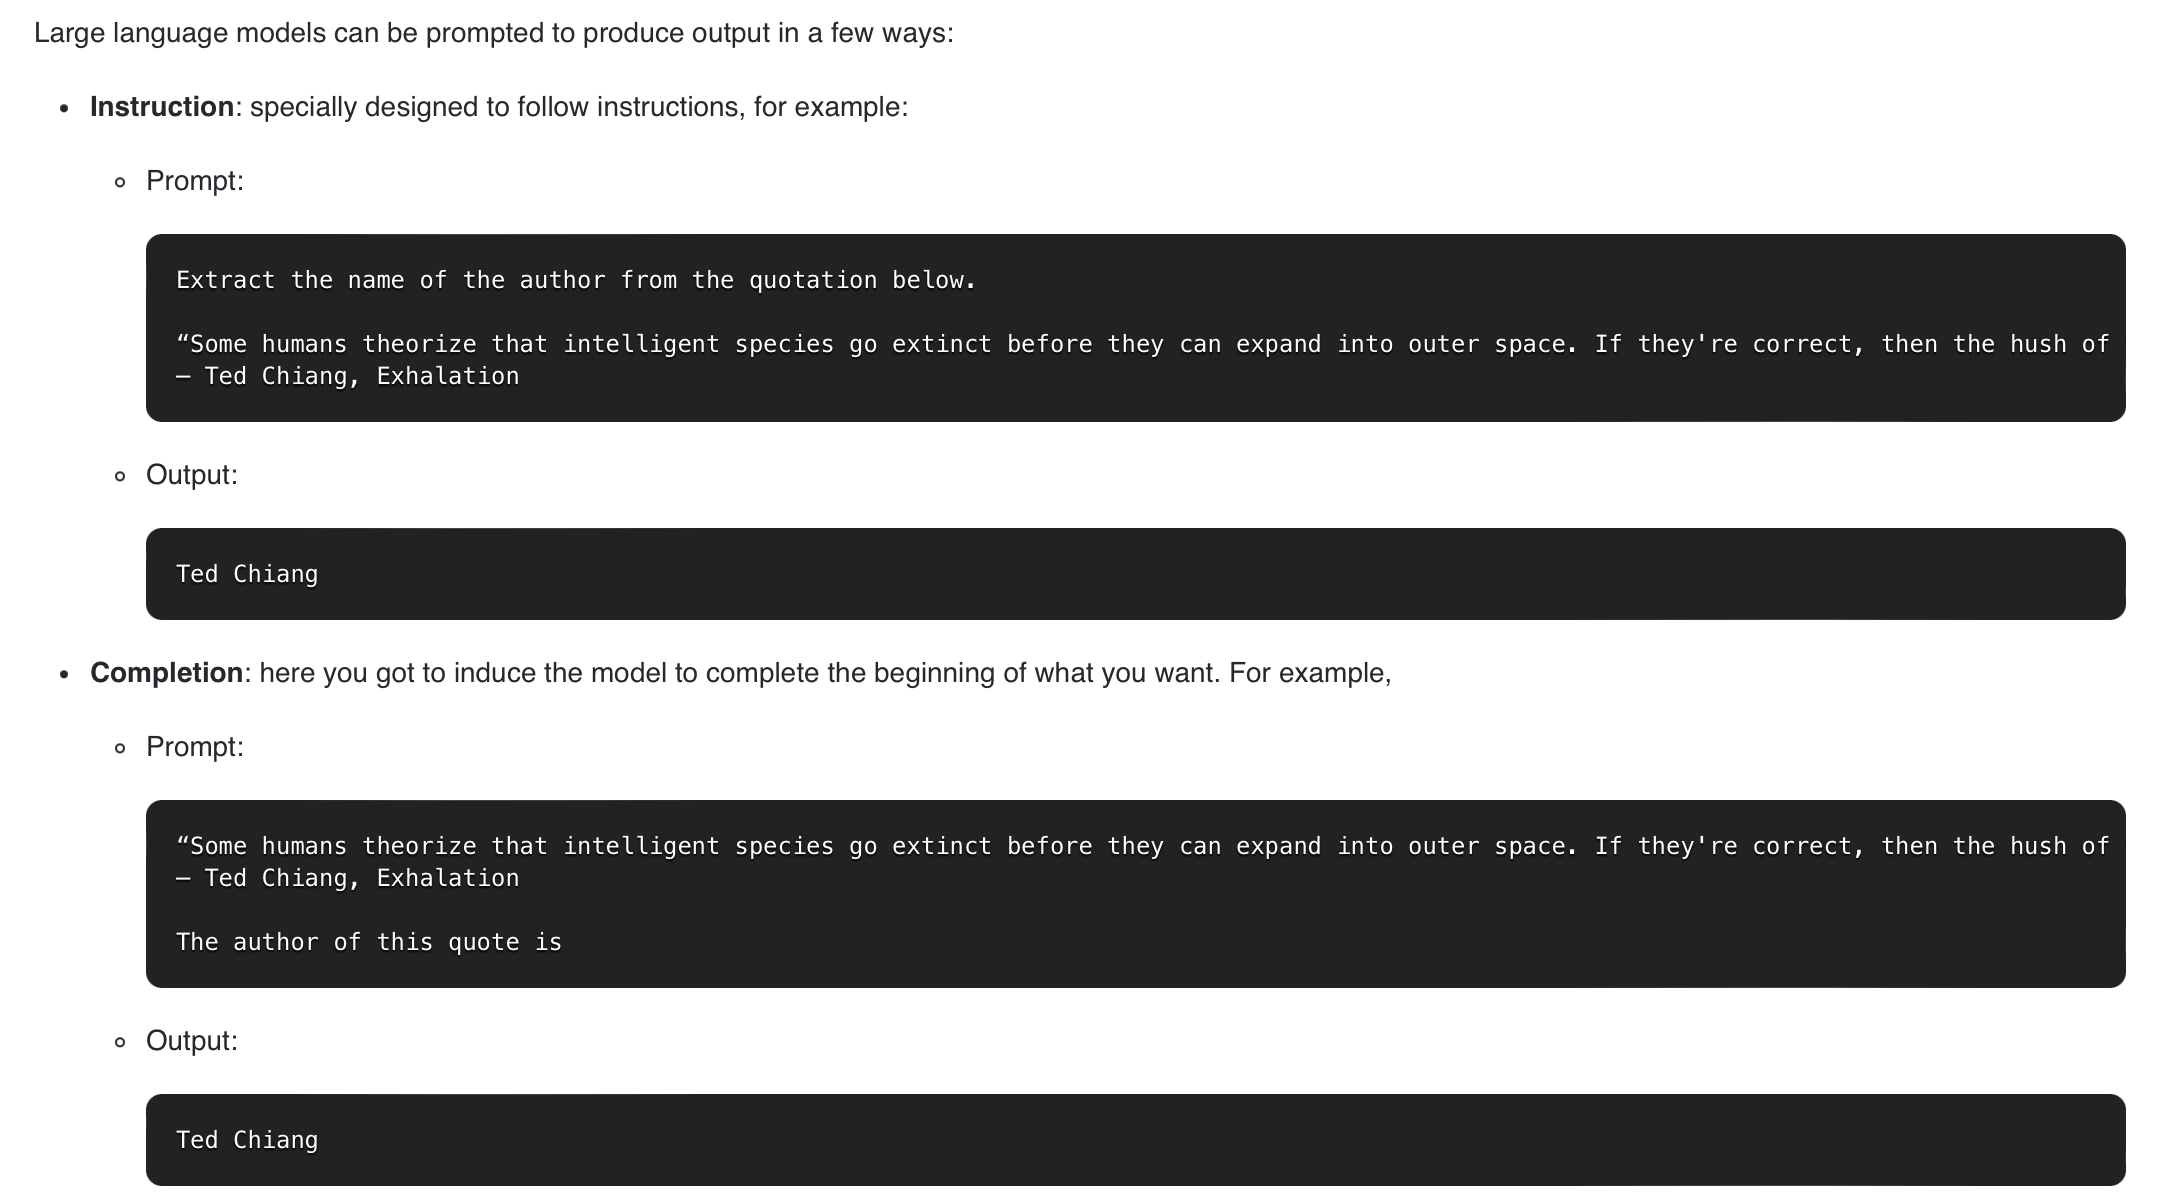 Large language models can be prompted to produce output in a few ways:
• Instruction: specially designed to follow instructions, for example:
◦ Prompt:
Extract the name of the author from the quotation below.
“Some humans theorize that intelligent species go extinct before they can expand into outer space. If they're correct, then the hush of
— Ted Chiang, Exhalation
◦ Output:
Ted Chiang
• Completion: here you got to induce the model to complete the beginning of what you want. For example,
◦ Prompt:
“Some humans theorize that intelligent species go extinct before they can expand into outer space. If they're correct, then the hush of
— Ted Chiang, Exhalation
The author of this quote is
◦ Output:
Ted Chiang